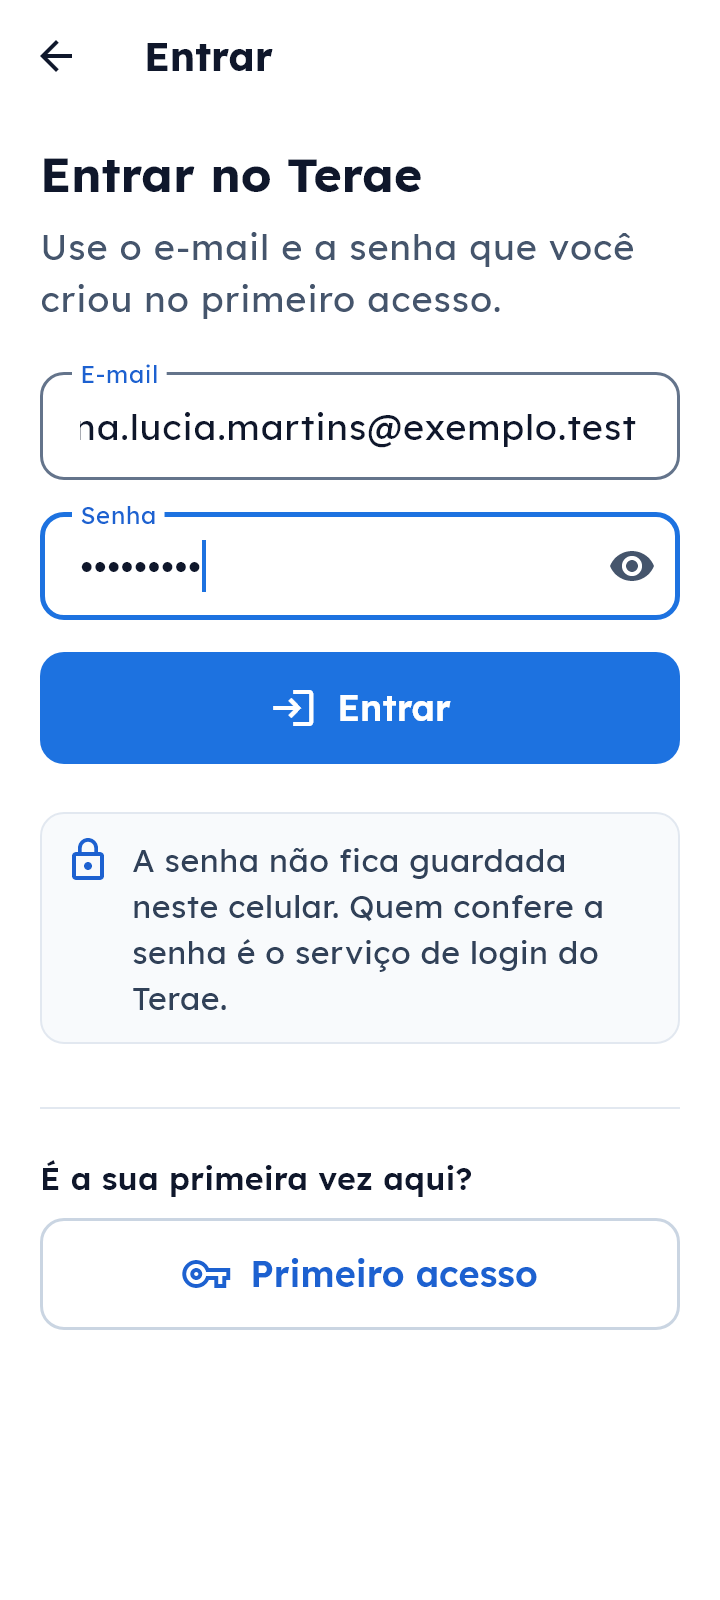 Entrar
Entrar no Terae
Use o e-mail e a senha que você
criou no primeiro acesso.
E-mail
na.lucia.martins@exemplo.test
Senha
•••••••••
Entrar
A senha não fica guardada
neste celular. Quem confere a
senha é o serviço de login do
Terae.
É a sua primeira vez aqui?
Primeiro acesso